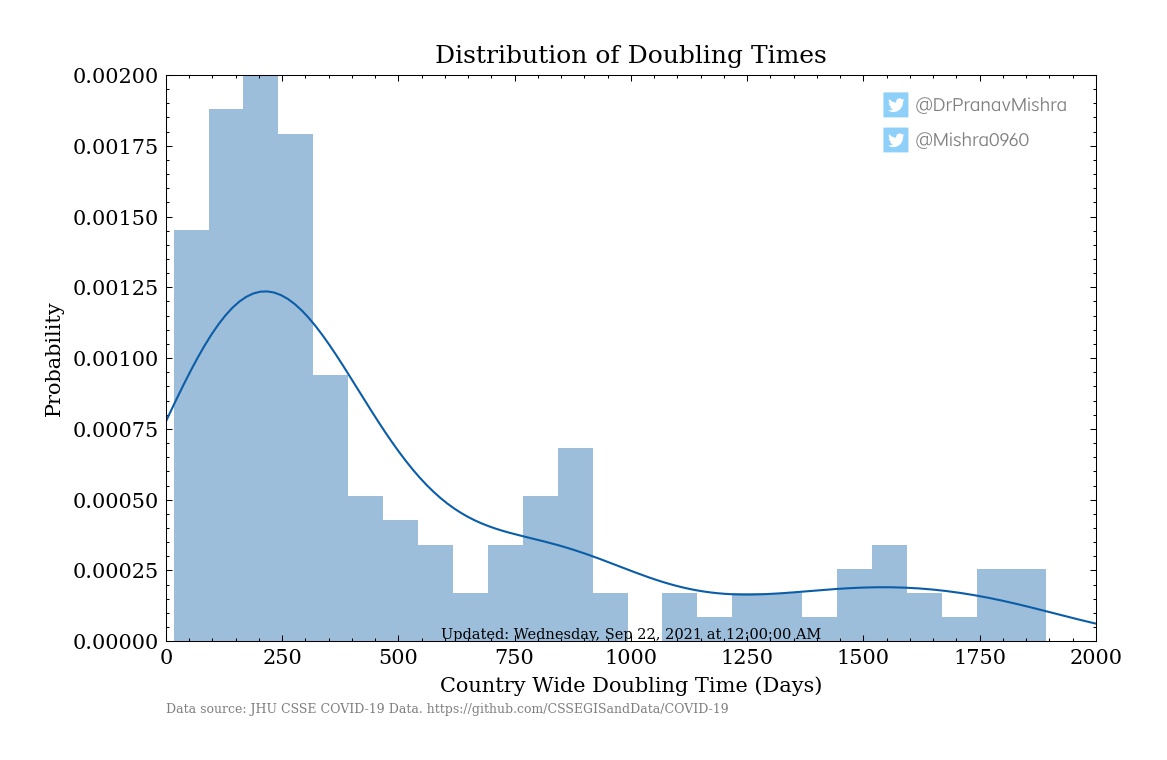 Distribution of Doubling Times
@DrPranavMishra
@Mishra0960
Probability
0.00200
0.00175
0.00150
0.00125
0.00100
0.00075
0.00050
0.00025
0.00000
Updated: Wednesday, Sep 22, 2021 at 12:00:00 AM
0 250 500 750 1000 1250 1500 1750 2000
Country Wide Doubling Time (Days)
Data source: JHU CSSE COVID-19 Data. https://github.com/CSSEGISandData/COVID-19